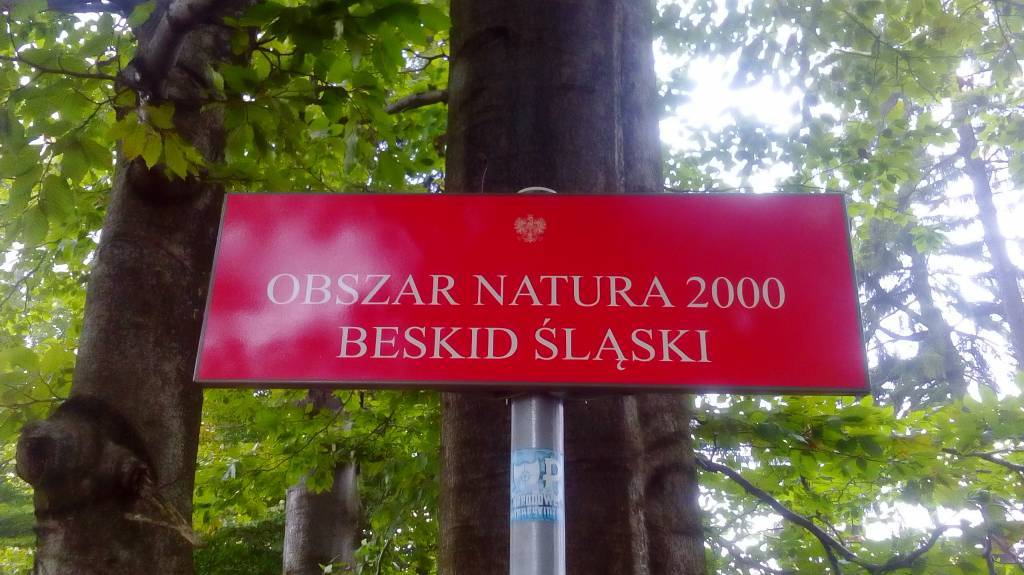 OBSZAR NATURA 2000
BESKID ŚLĄSKI